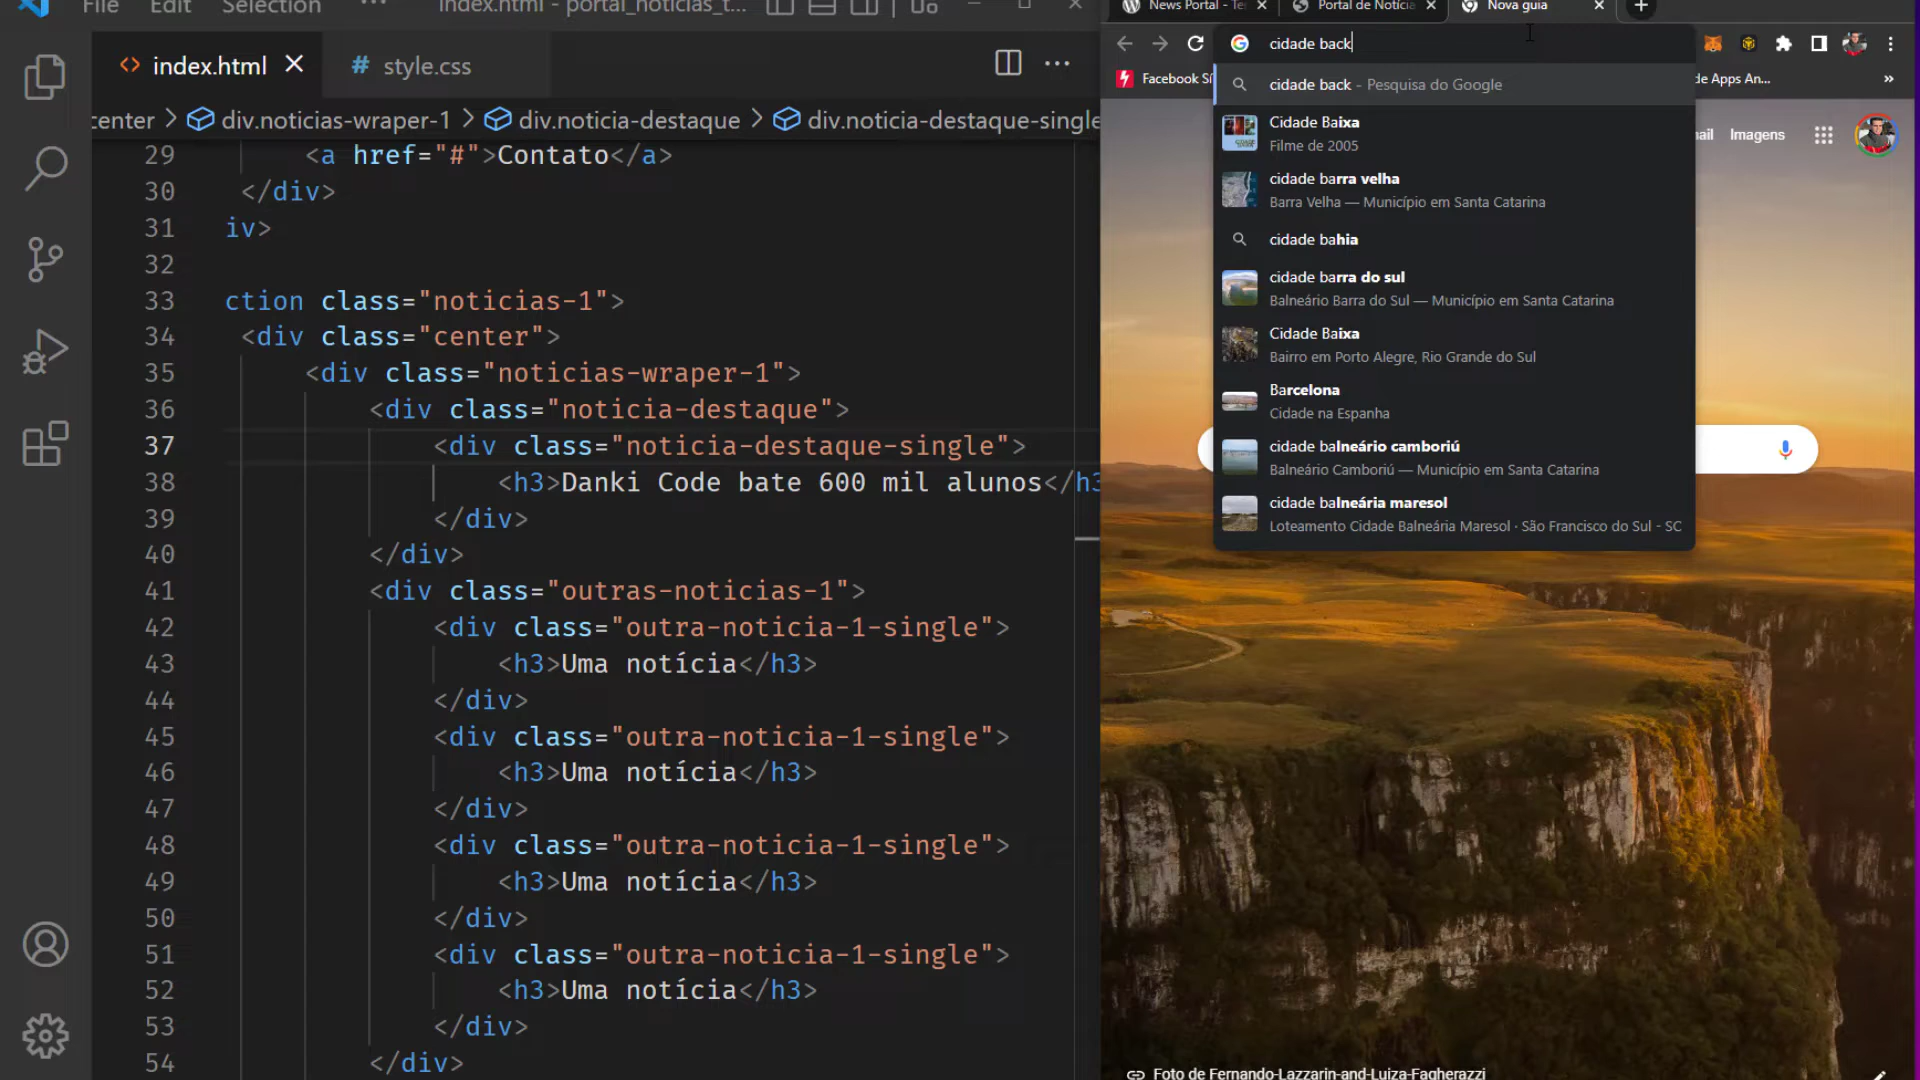 File Edit Selection ··· index.html - portal_noticias_t...
index.html
# style.css
center > div.noticias-wraper-1 > div.noticia-destaque > div.noticia-destaque-single
29 <a href="#">Contato</a>
30 </div>
31 iv>
32
33 ction class="noticias-1">
34 <div class="center">
35 <div class="noticias-wraper-1">
36 <div class="noticia-destaque">
37 <div class="noticia-destaque-single">
38 <h3>Danki Code bate 600 mil alunos</h3
39 </div>
40 </div>
41 <div class="outras-noticias-1">
42 <div class="outra-noticia-1-single">
43 <h3>Uma notícia</h3>
44 </div>
45 <div class="outra-noticia-1-single">
46 <h3>Uma notícia</h3>
47 </div>
48 <div class="outra-noticia-1-single">
49 <h3>Uma notícia</h3>
50 </div>
51 <div class="outra-noticia-1-single">
52 <h3>Uma notícia</h3>
53 </div>
54 </div>
News Portal - Te
Portal de Notícia
Nova guia
cidade back
Facebook Si
de Apps An...
»
cidade back - Pesquisa do Google
Cidade Baixa
Filme de 2005
cidade barra velha
Barra Velha — Município em Santa Catarina
cidade bahia
cidade barra do sul
Balneário Barra do Sul — Município em Santa Catarina
Cidade Baixa
Bairro em Porto Alegre, Rio Grande do Sul
Barcelona
Cidade na Espanha
cidade balneário camboriú
Balneário Camboriú — Município em Santa Catarina
cidade balneária maresol
Loteamento Cidade Balneária Maresol · São Francisco do Sul - SC
ail Imagens
Foto de Fernando-Lazzarin-and-Luiza-Fagherazzi